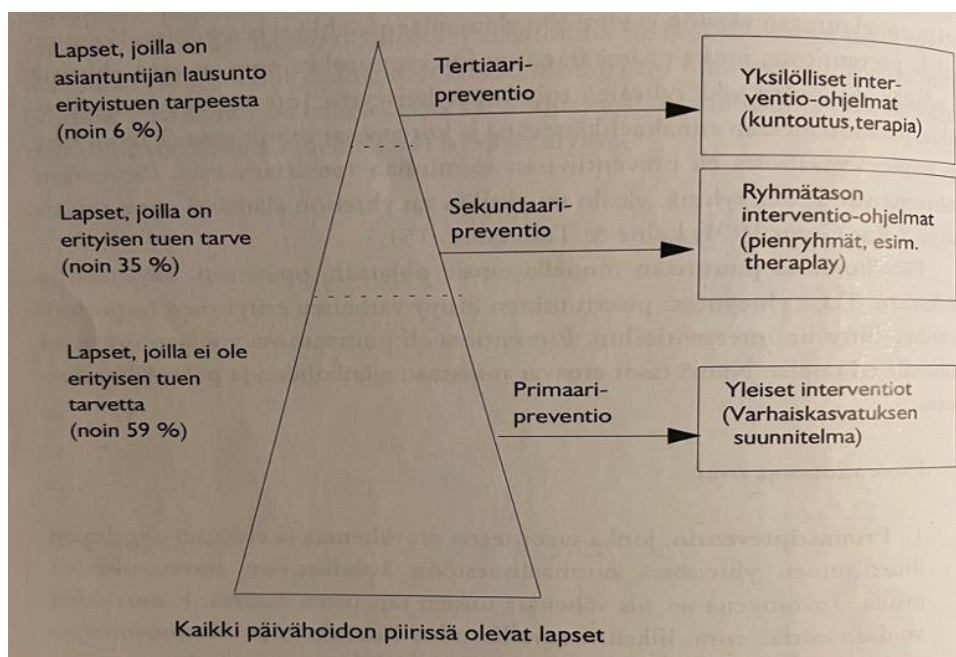 Lapset, joilla on
asiantuntijan lausunto
erityistuen tarpeesta
(noin 6 %)
Tertiaari-
preventio
Yksilölliset inter-
ventio-ohjelmat
(kuntoutus,terapia)
Lapset, joilla on
erityisen tuen tarve
(noin 35 %)
Sekundaari-
preventio
Ryhmätason
interventio-ohjelmat
(pienryhmät, esim.
theraplay)
Lapset, joilla ei ole
erityisen tuen
tarvetta
(noin 59 %)
Primaari-
preventio
Yleiset interventiot
(Varhaiskasvatuksen
suunnitelma)
Kaikki päivähoidon piirissä olevat lapset